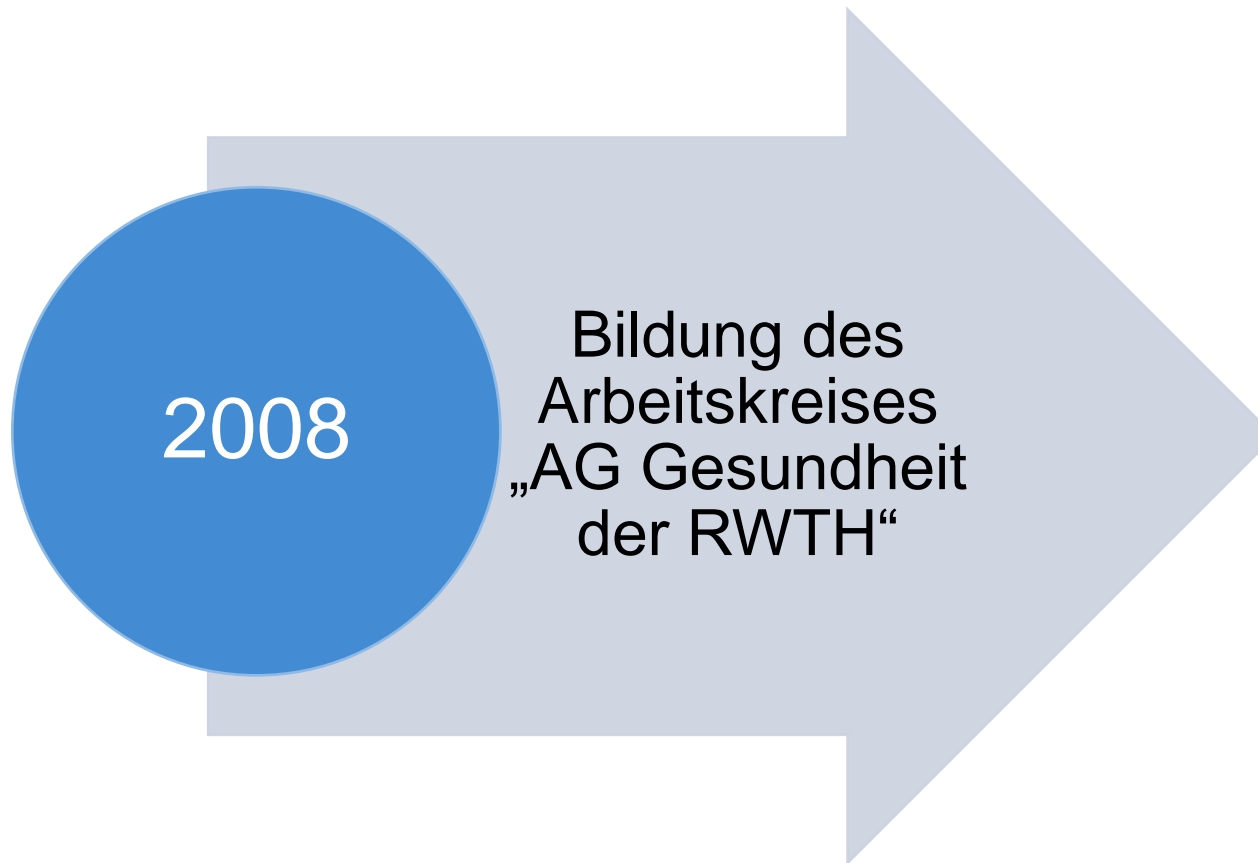 2008
Bildung des
Arbeitskreises
„AG Gesundheit
der RWTH“